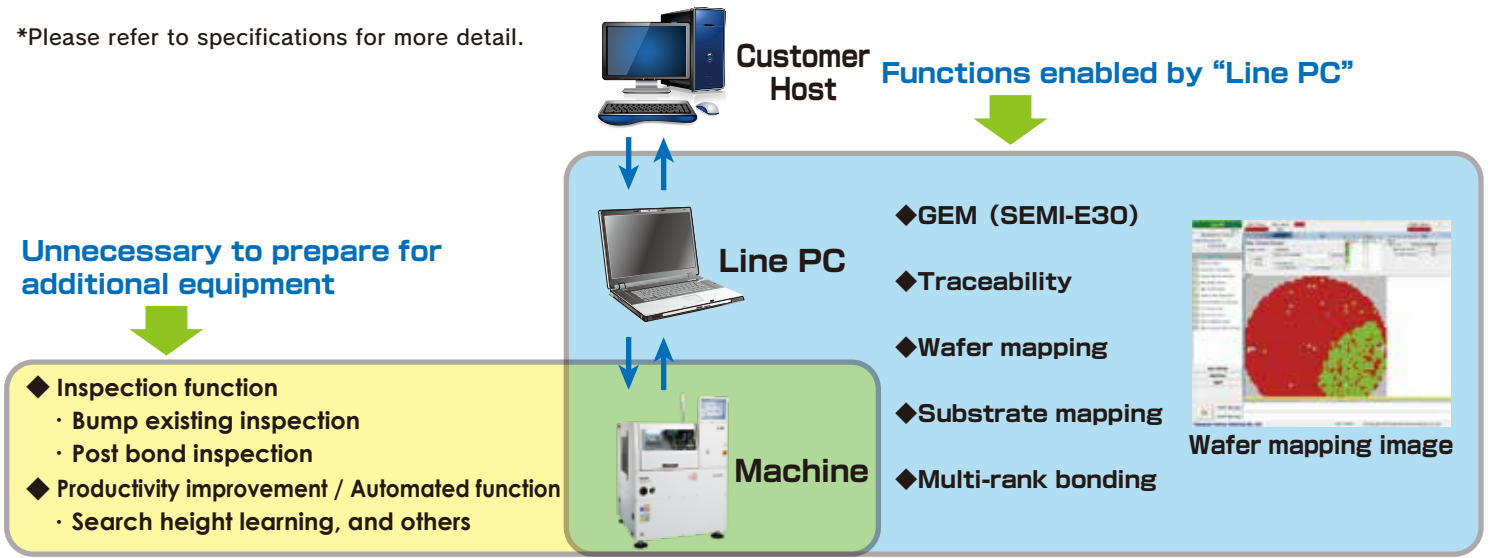 *Please refer to specifications for more detail.
Customer
Host
Functions enabled by “Line PC”
Unnecessary to prepare for
additional equipment
Line PC
◆GEM (SEMI-E30)
◆Traceability
◆Wafer mapping
◆Substrate mapping
◆Multi-rank bonding
Wafer mapping image
◆ Inspection function
・Bump existing inspection
・Post bond inspection
◆ Productivity improvement / Automated function
・Search height learning, and others
Machine